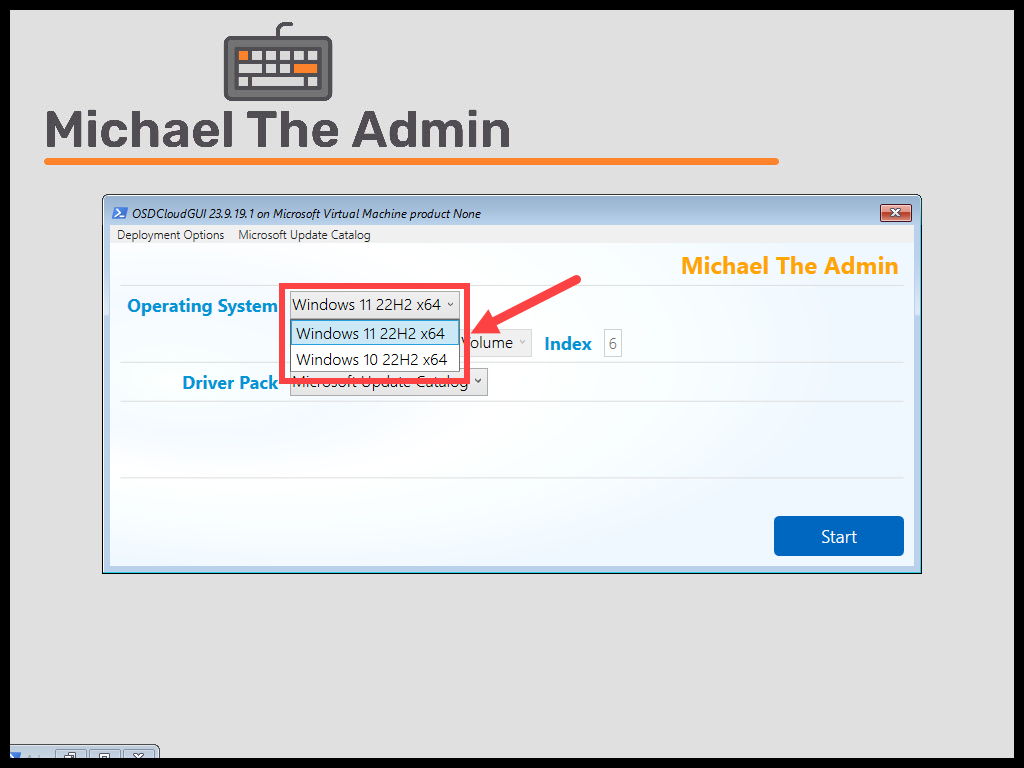 Michael The Admin
OSDCloudGUI 23.9.19.1 on Microsoft Virtual Machine product None
Deployment Options Microsoft Update Catalog
Michael The Admin
Operating System Windows 11 22H2 x64
Windows 11 22H2 x64
Volume Index 6
Windows 10 22H2 x64
Driver Pack Microsoft Update Catalog
Start